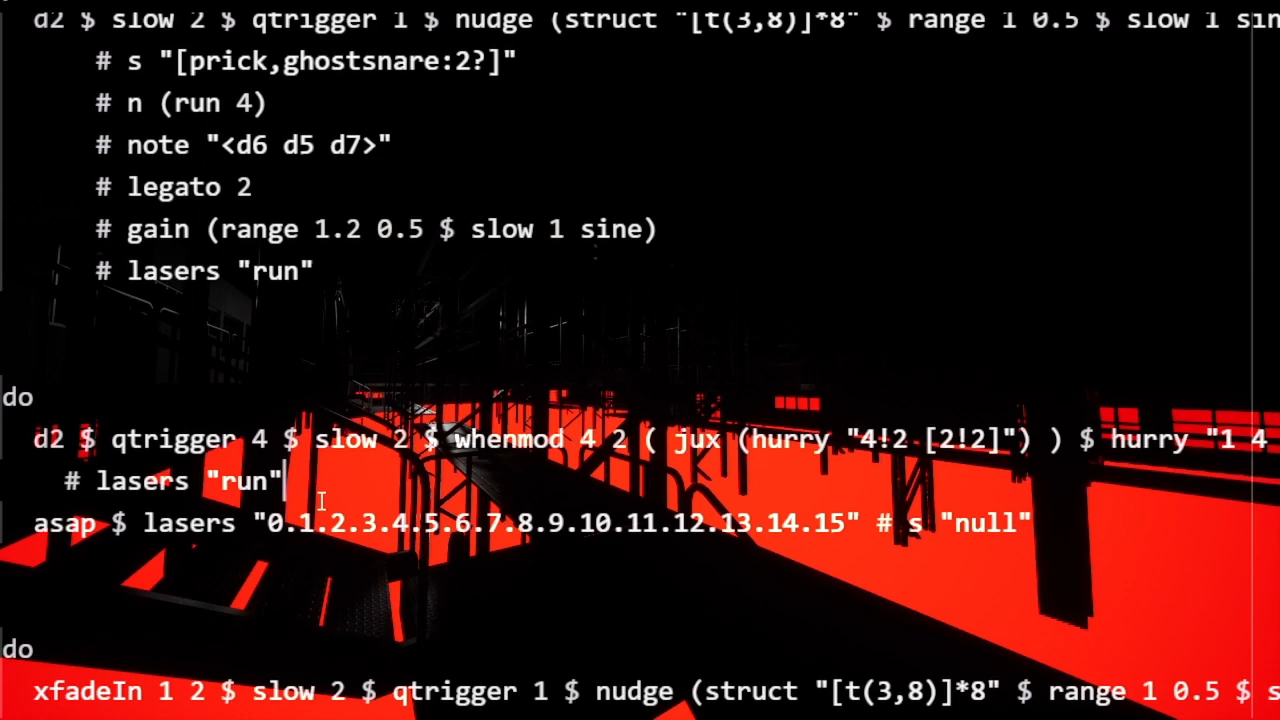 d2 $ slow 2 $ qtrigger 1 $ nudge (struct "[t(3,8)]*8" $ range 1 0.5 $ slow 1 sin
# s "[prick,ghostsnare:2?]"
# n (run 4)
# note "<d6 d5 d7>"
# legato 2
# gain (range 1.2 0.5 $ slow 1 sine)
# lasers "run"
do
d2 $ qtrigger 4 $ slow 2 $ whenmod 4 2 ( jux (hurry "4!2 [2!2]") ) $ hurry "1 4
# lasers "run"
asap $ lasers "0.1.2.3.4.5.6.7.8.9.10.11.12.13.14.15" # s "null"
do
xfadeIn 1 2 $ slow 2 $ qtrigger 1 $ nudge (struct "[t(3,8)]*8" $ range 1 0.5 $ s